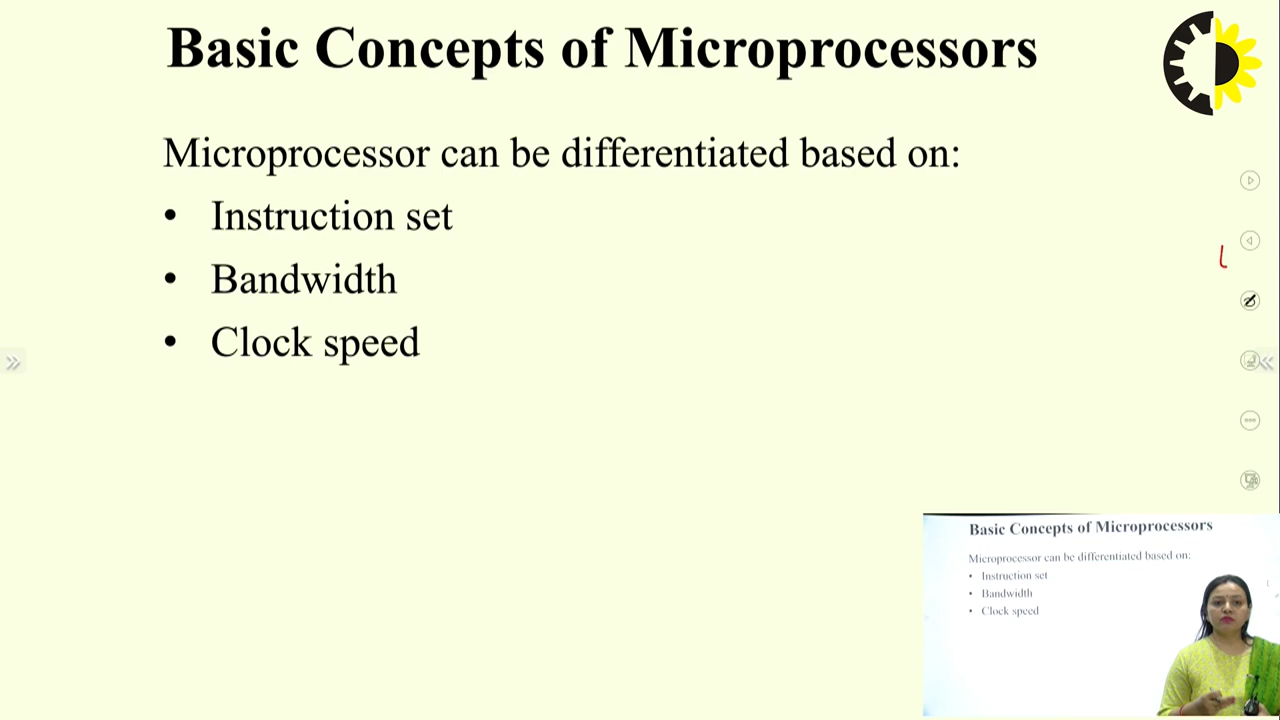 Basic Concepts of Microprocessors
Microprocessor can be differentiated based on:
• Instruction set
• Bandwidth
• Clock speed
Basic Concepts of Microprocessors
Microprocessor can be differentiated based on:
• Instruction set
• Bandwidth
• Clock speed